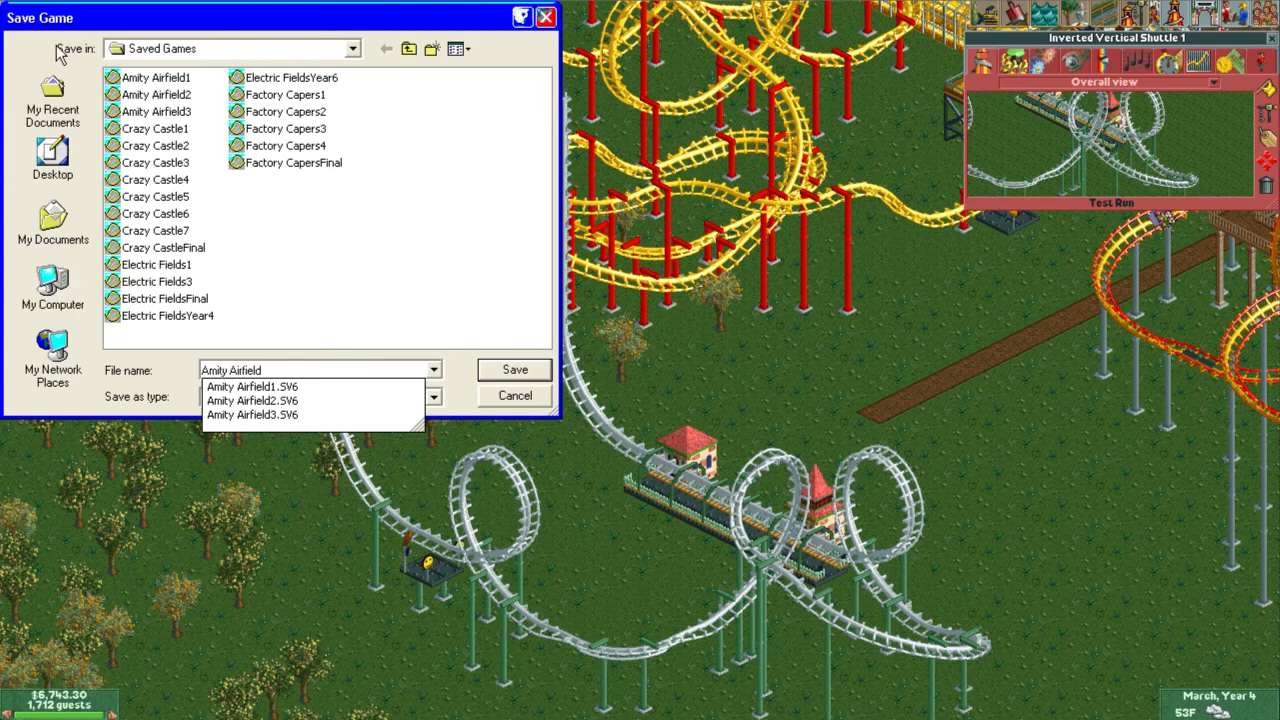 Save Game
Save in:
Saved Games
My Recent
Documents
Desktop
My Documents
My Computer
My Network
Places
Amity Airfield1
Amity Airfield2
Amity Airfield3
Crazy Castle1
Crazy Castle2
Crazy Castle3
Crazy Castle4
Crazy Castle5
Crazy Castle6
Crazy Castle7
Crazy CastleFinal
Electric Fields1
Electric Fields3
Electric FieldsFinal
Electric FieldsYear4
Electric FieldsYear6
Factory Capers1
Factory Capers2
Factory Capers3
Factory Capers4
Factory CapersFinal
File name:
Amity Airfield
Save
Amity Airfield1.SV6
Amity Airfield2.SV6
Amity Airfield3.SV6
Save as type:
Cancel
Inverted Vertical Shuttle 1
Overall view
Test Run
$6,743.30
1,712 guests
March, Year 4
53F